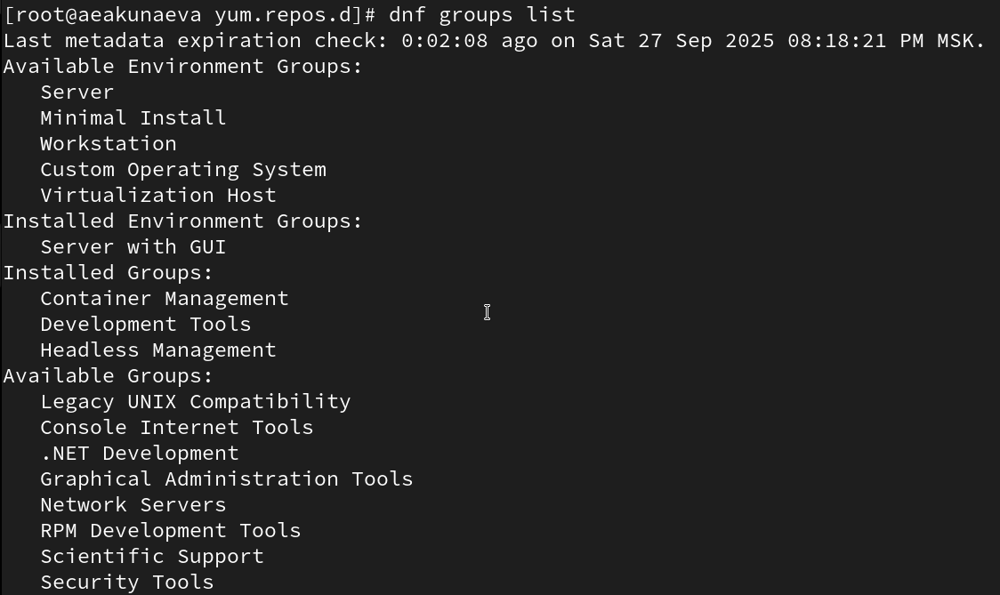 [root@aeakunaeva yum.repos.d]# dnf groups list
Last metadata expiration check: 0:02:08 ago on Sat 27 Sep 2025 08:18:21 PM MSK.
Available Environment Groups:
   Server
   Minimal Install
   Workstation
   Custom Operating System
   Virtualization Host
Installed Environment Groups:
   Server with GUI
Installed Groups:
   Container Management
   Development Tools
   Headless Management
Available Groups:
   Legacy UNIX Compatibility
   Console Internet Tools
   .NET Development
   Graphical Administration Tools
   Network Servers
   RPM Development Tools
   Scientific Support
   Security Tools